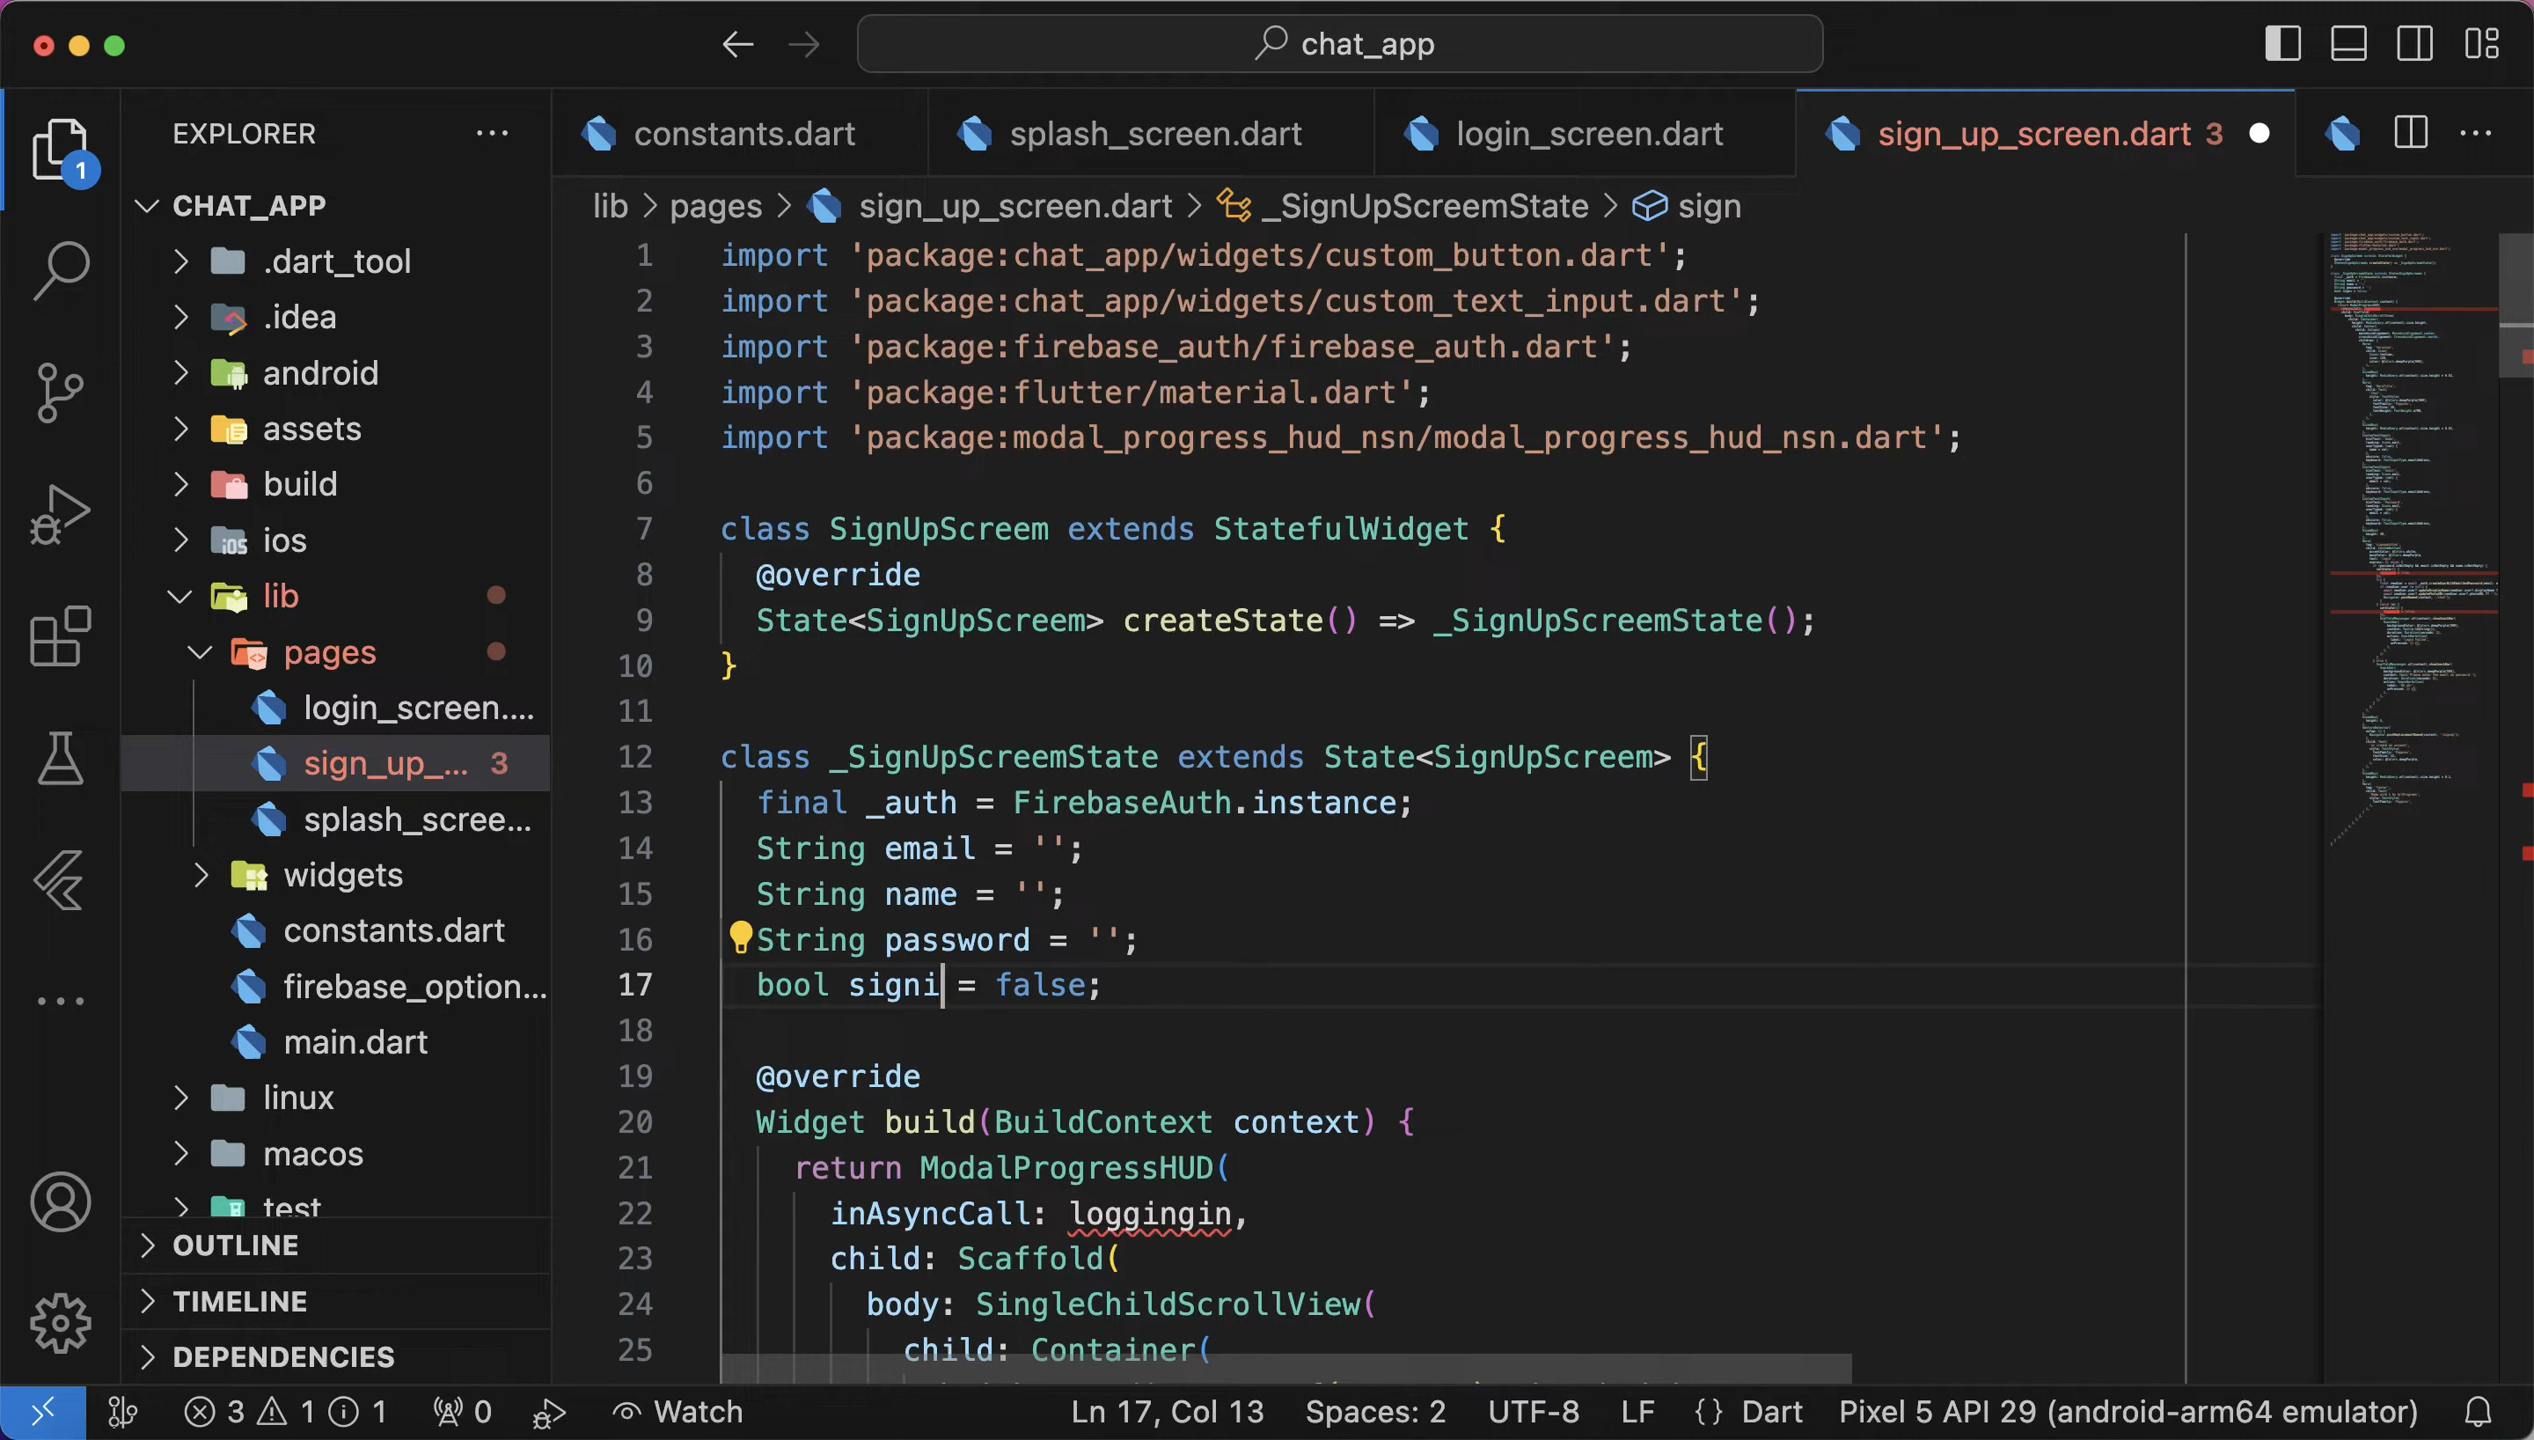 chat_app
1
EXPLORER
CHAT_APP
.dart_tool
.idea
android
assets
build
ios
lib
pages
login_screen....
sign_up_... 3
splash_scree...
widgets
constants.dart
firebase_option...
main.dart
linux
macos
test
OUTLINE
TIMELINE
DEPENDENCIES
constants.dart
splash_screen.dart
login_screen.dart
sign_up_screen.dart 3
lib > pages > sign_up_screen.dart > _SignUpScreemState > sign
1 import 'package:chat_app/widgets/custom_button.dart';
2 import 'package:chat_app/widgets/custom_text_input.dart';
3 import 'package:firebase_auth/firebase_auth.dart';
4 import 'package:flutter/material.dart';
5 import 'package:modal_progress_hud_nsn/modal_progress_hud_nsn.dart';
6
7 class SignUpScreem extends StatefulWidget {
8 @override
9 State<SignUpScreem> createState() => _SignUpScreemState();
10 }
11
12 class _SignUpScreemState extends State<SignUpScreem> {
13 final _auth = FirebaseAuth.instance;
14 String email = '';
15 String name = '';
16 String password = '';
17 bool signi = false;
18
19 @override
20 Widget build(BuildContext context) {
21 return ModalProgressHUD(
22 inAsyncCall: loggingin,
23 child: Scaffold(
24 body: SingleChildScrollView(
25 child: Container(
3 1 1 0 Watch Ln 17, Col 13 Spaces: 2 UTF-8 LF {} Dart Pixel 5 API 29 (android-arm64 emulator)